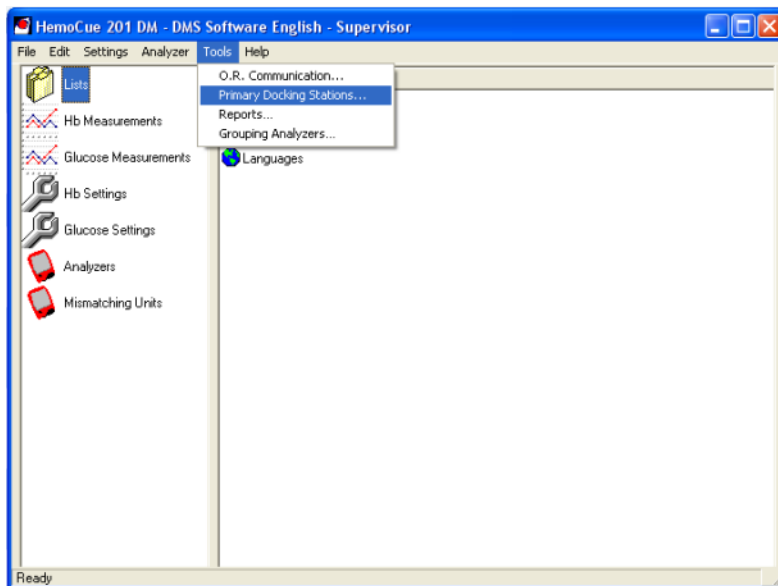 HemoCue 201 DM - DMS Software English - Supervisor
File Edit Settings Analyzer Tools Help
O.R. Communication...
Primary Docking Stations...
Reports...
Grouping Analyzers...
Lists
Hb Measurements
Glucose Measurements
Hb Settings
Glucose Settings
Analyzers
Mismatching Units
Languages
Ready